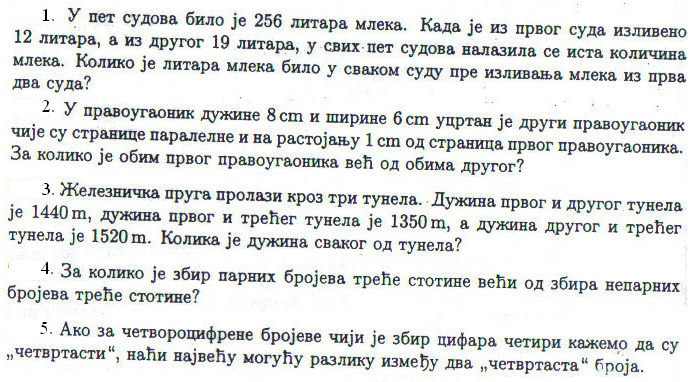 1. У пет судова било је 256 литара млека. Када је из првог суда изливено
12 литара, а из другог 19 литара, у свих пет судова налазила се иста количина
млека. Колико је литара млека било у сваком суду пре изливања млека из прва
два суда?
2. У правоугаоник дужине 8 cm и ширине 6 cm уцртан је други правоугаоник
чије су странице паралелне и на растојању 1 cm од страница првог правоугаоника.
За колико је обим првог правоугаоника већ од обима другог?
3. Железничка пруга пролази кроз три тунела. Дужина првог и другог тунела
је 1440 m, дужина првог и трећег тунела је 1350 m, а дужина другог и трећег
тунела је 1520 m. Колика је дужина сваког од тунела?
4. За колико је збир парних бројева треће стотине већи од збира непарних
бројева треће стотине?
5. Ако за четвороцифрене бројеве чији је збир цифара четири кажемо да су
„четвртасти“, наћи највећу могућу разлику између два „четвртаста“ броја.